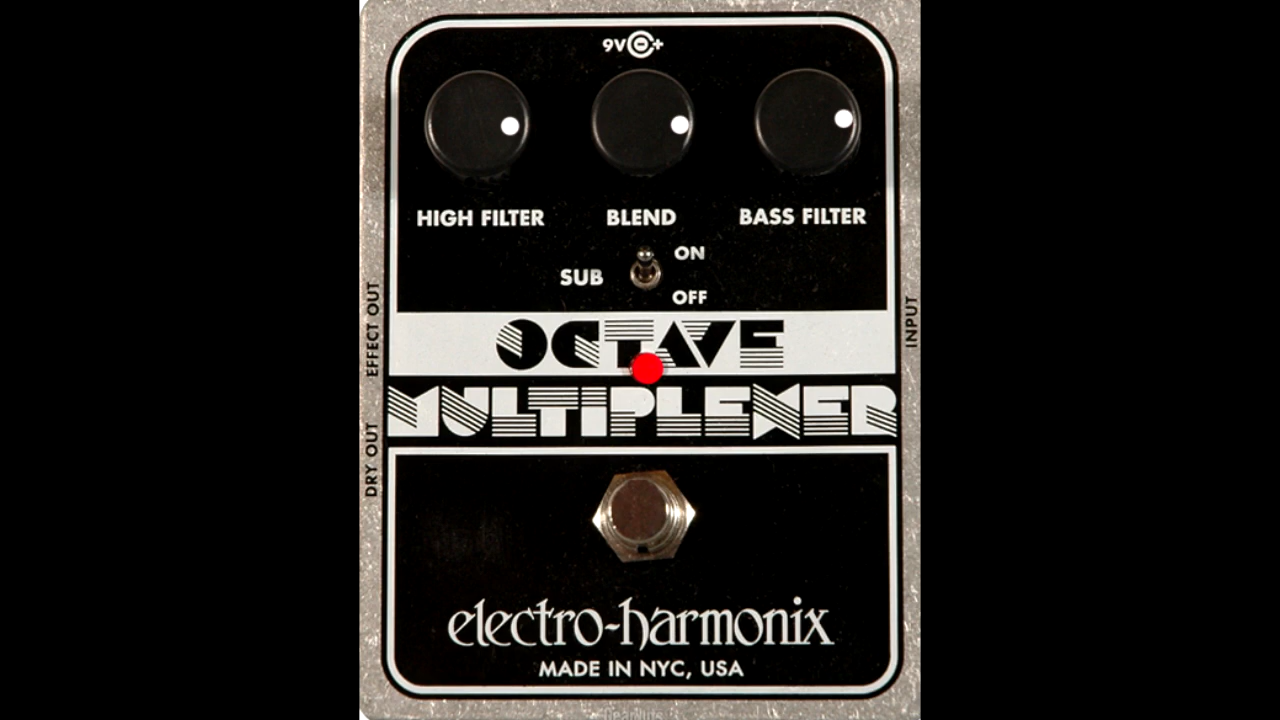 9V - +
HIGH FILTER
BLEND
BASS FILTER
SUB
ON
OFF
EFFECT OUT
DRY OUT
INPUT
OCTAVE
MULTIPLEXER
electro-harmonix
MADE IN NYC, USA